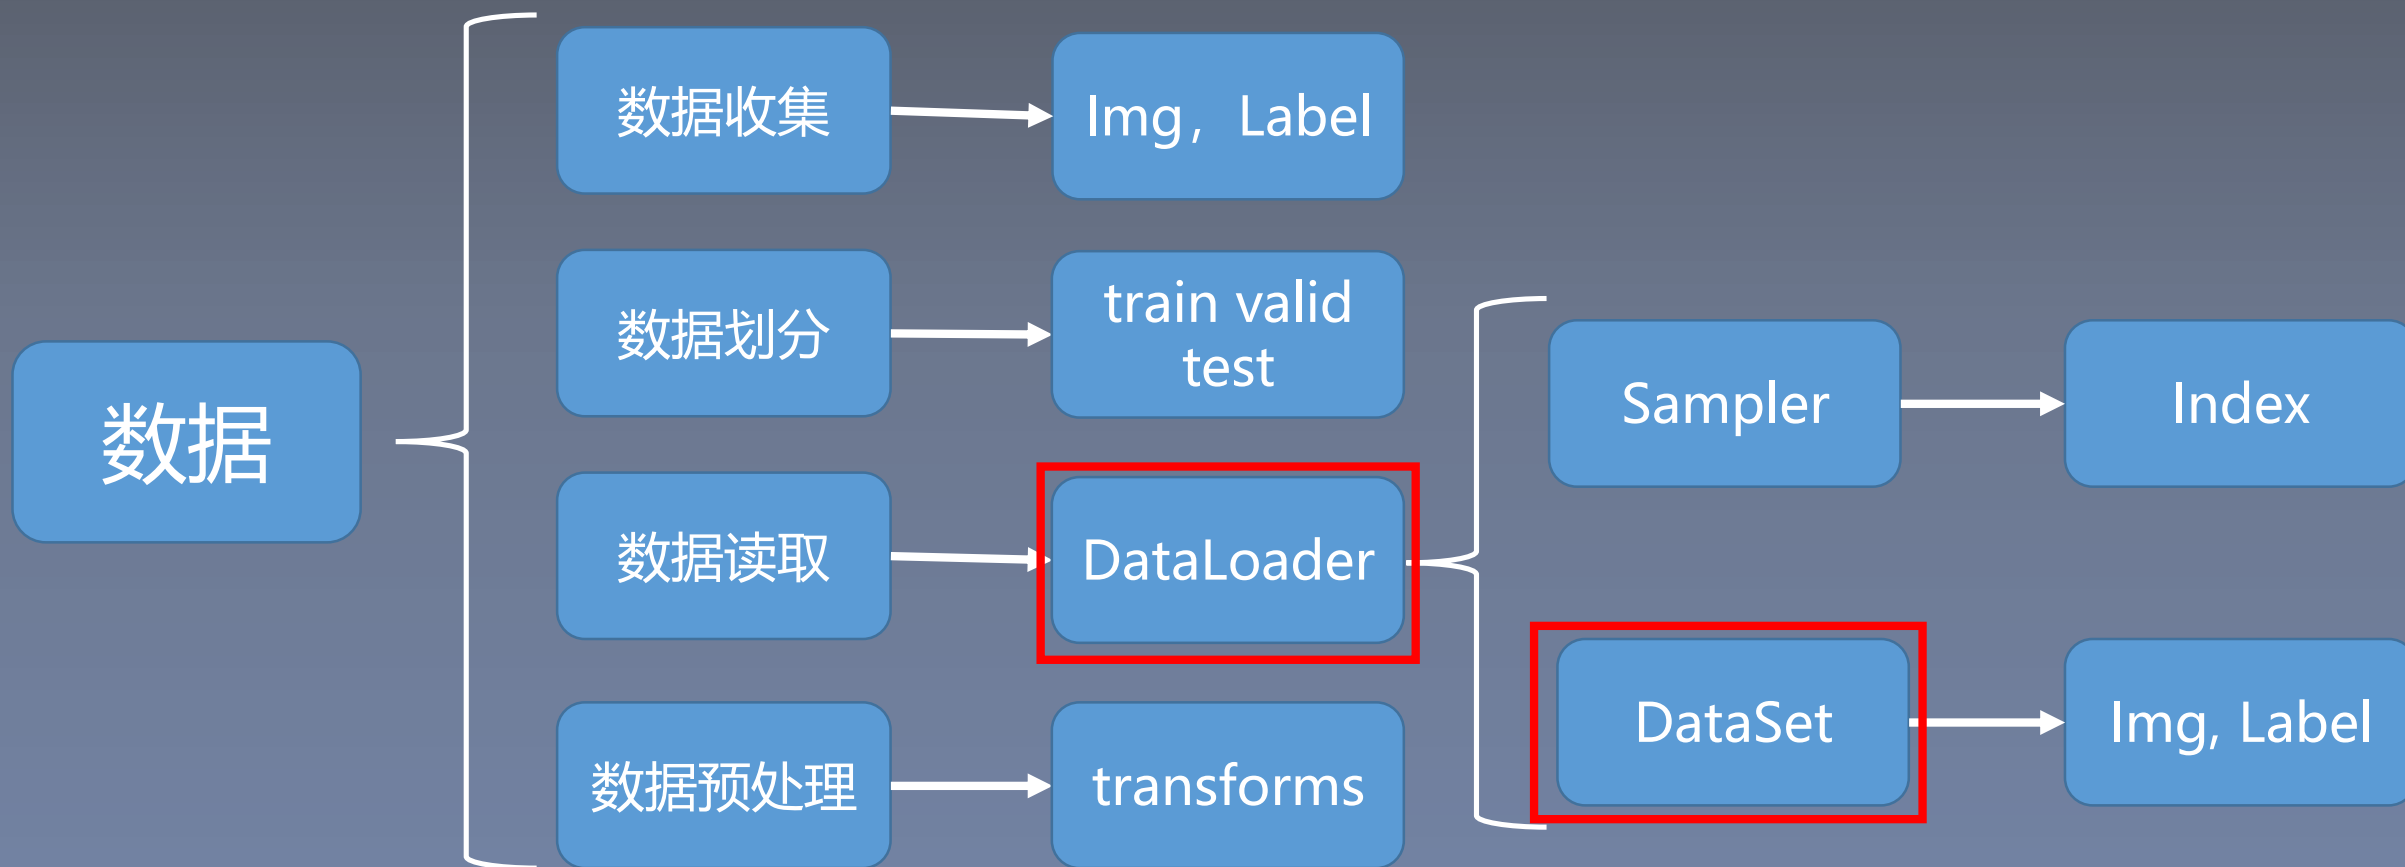 数据
数据收集
Img，Label
数据划分
train valid
test
数据读取
DataLoader
数据预处理
transforms
Sampler
Index
DataSet
Img, Label